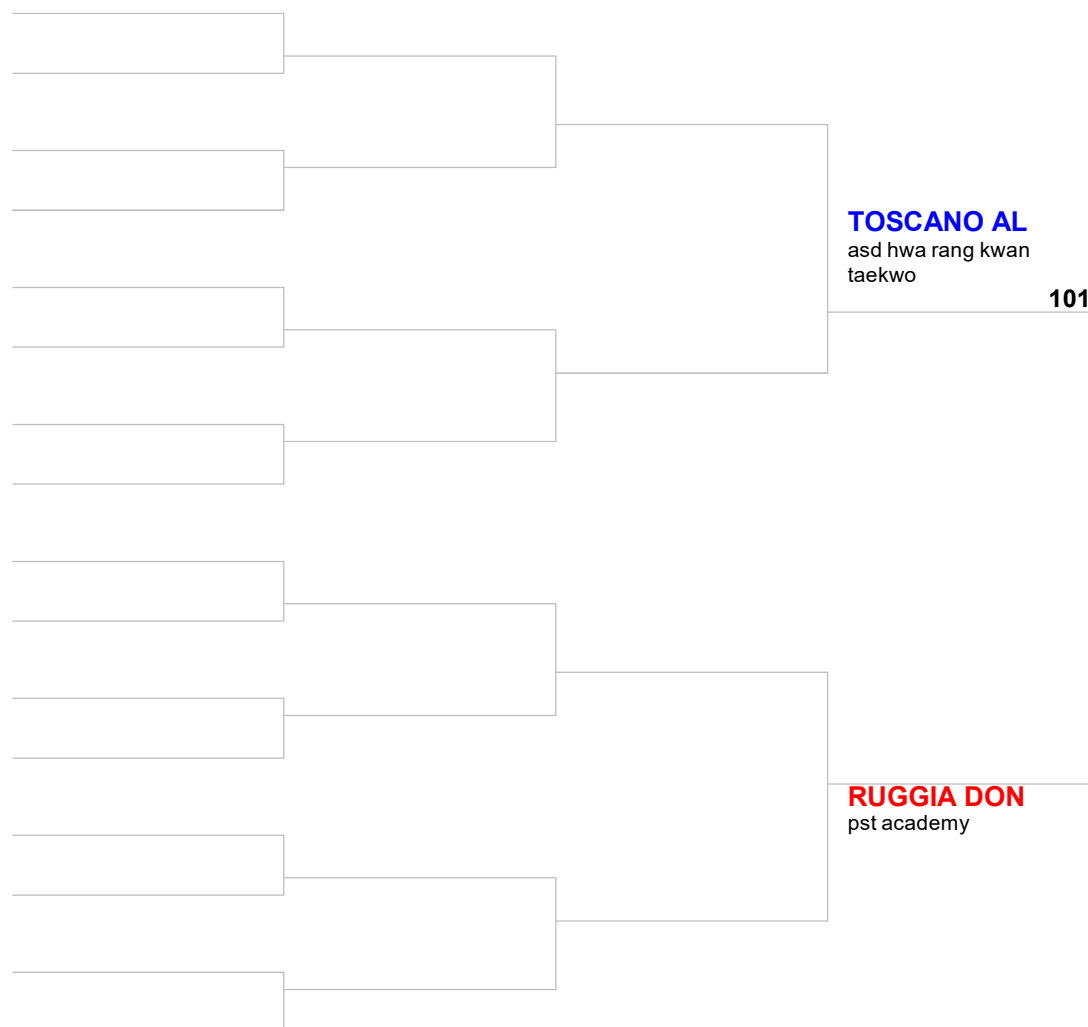 TOSCANO AL
asd hwa rang kwan
taekwo
101
RUGGIA DON
pst academy